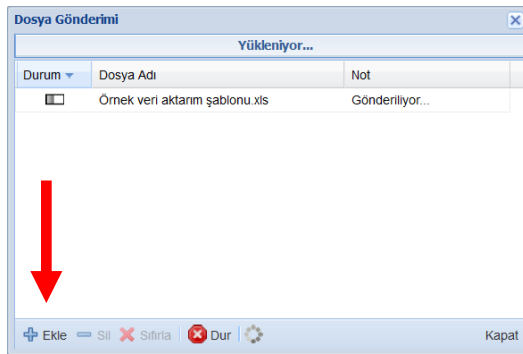 Dosya Gönderimi
Yükleniyor...
Durum Dosya Adı Not
Örnek veri aktarım şablonu.xls Gönderiliyor...
Ekle Sil Sıfırla Dur Kapat